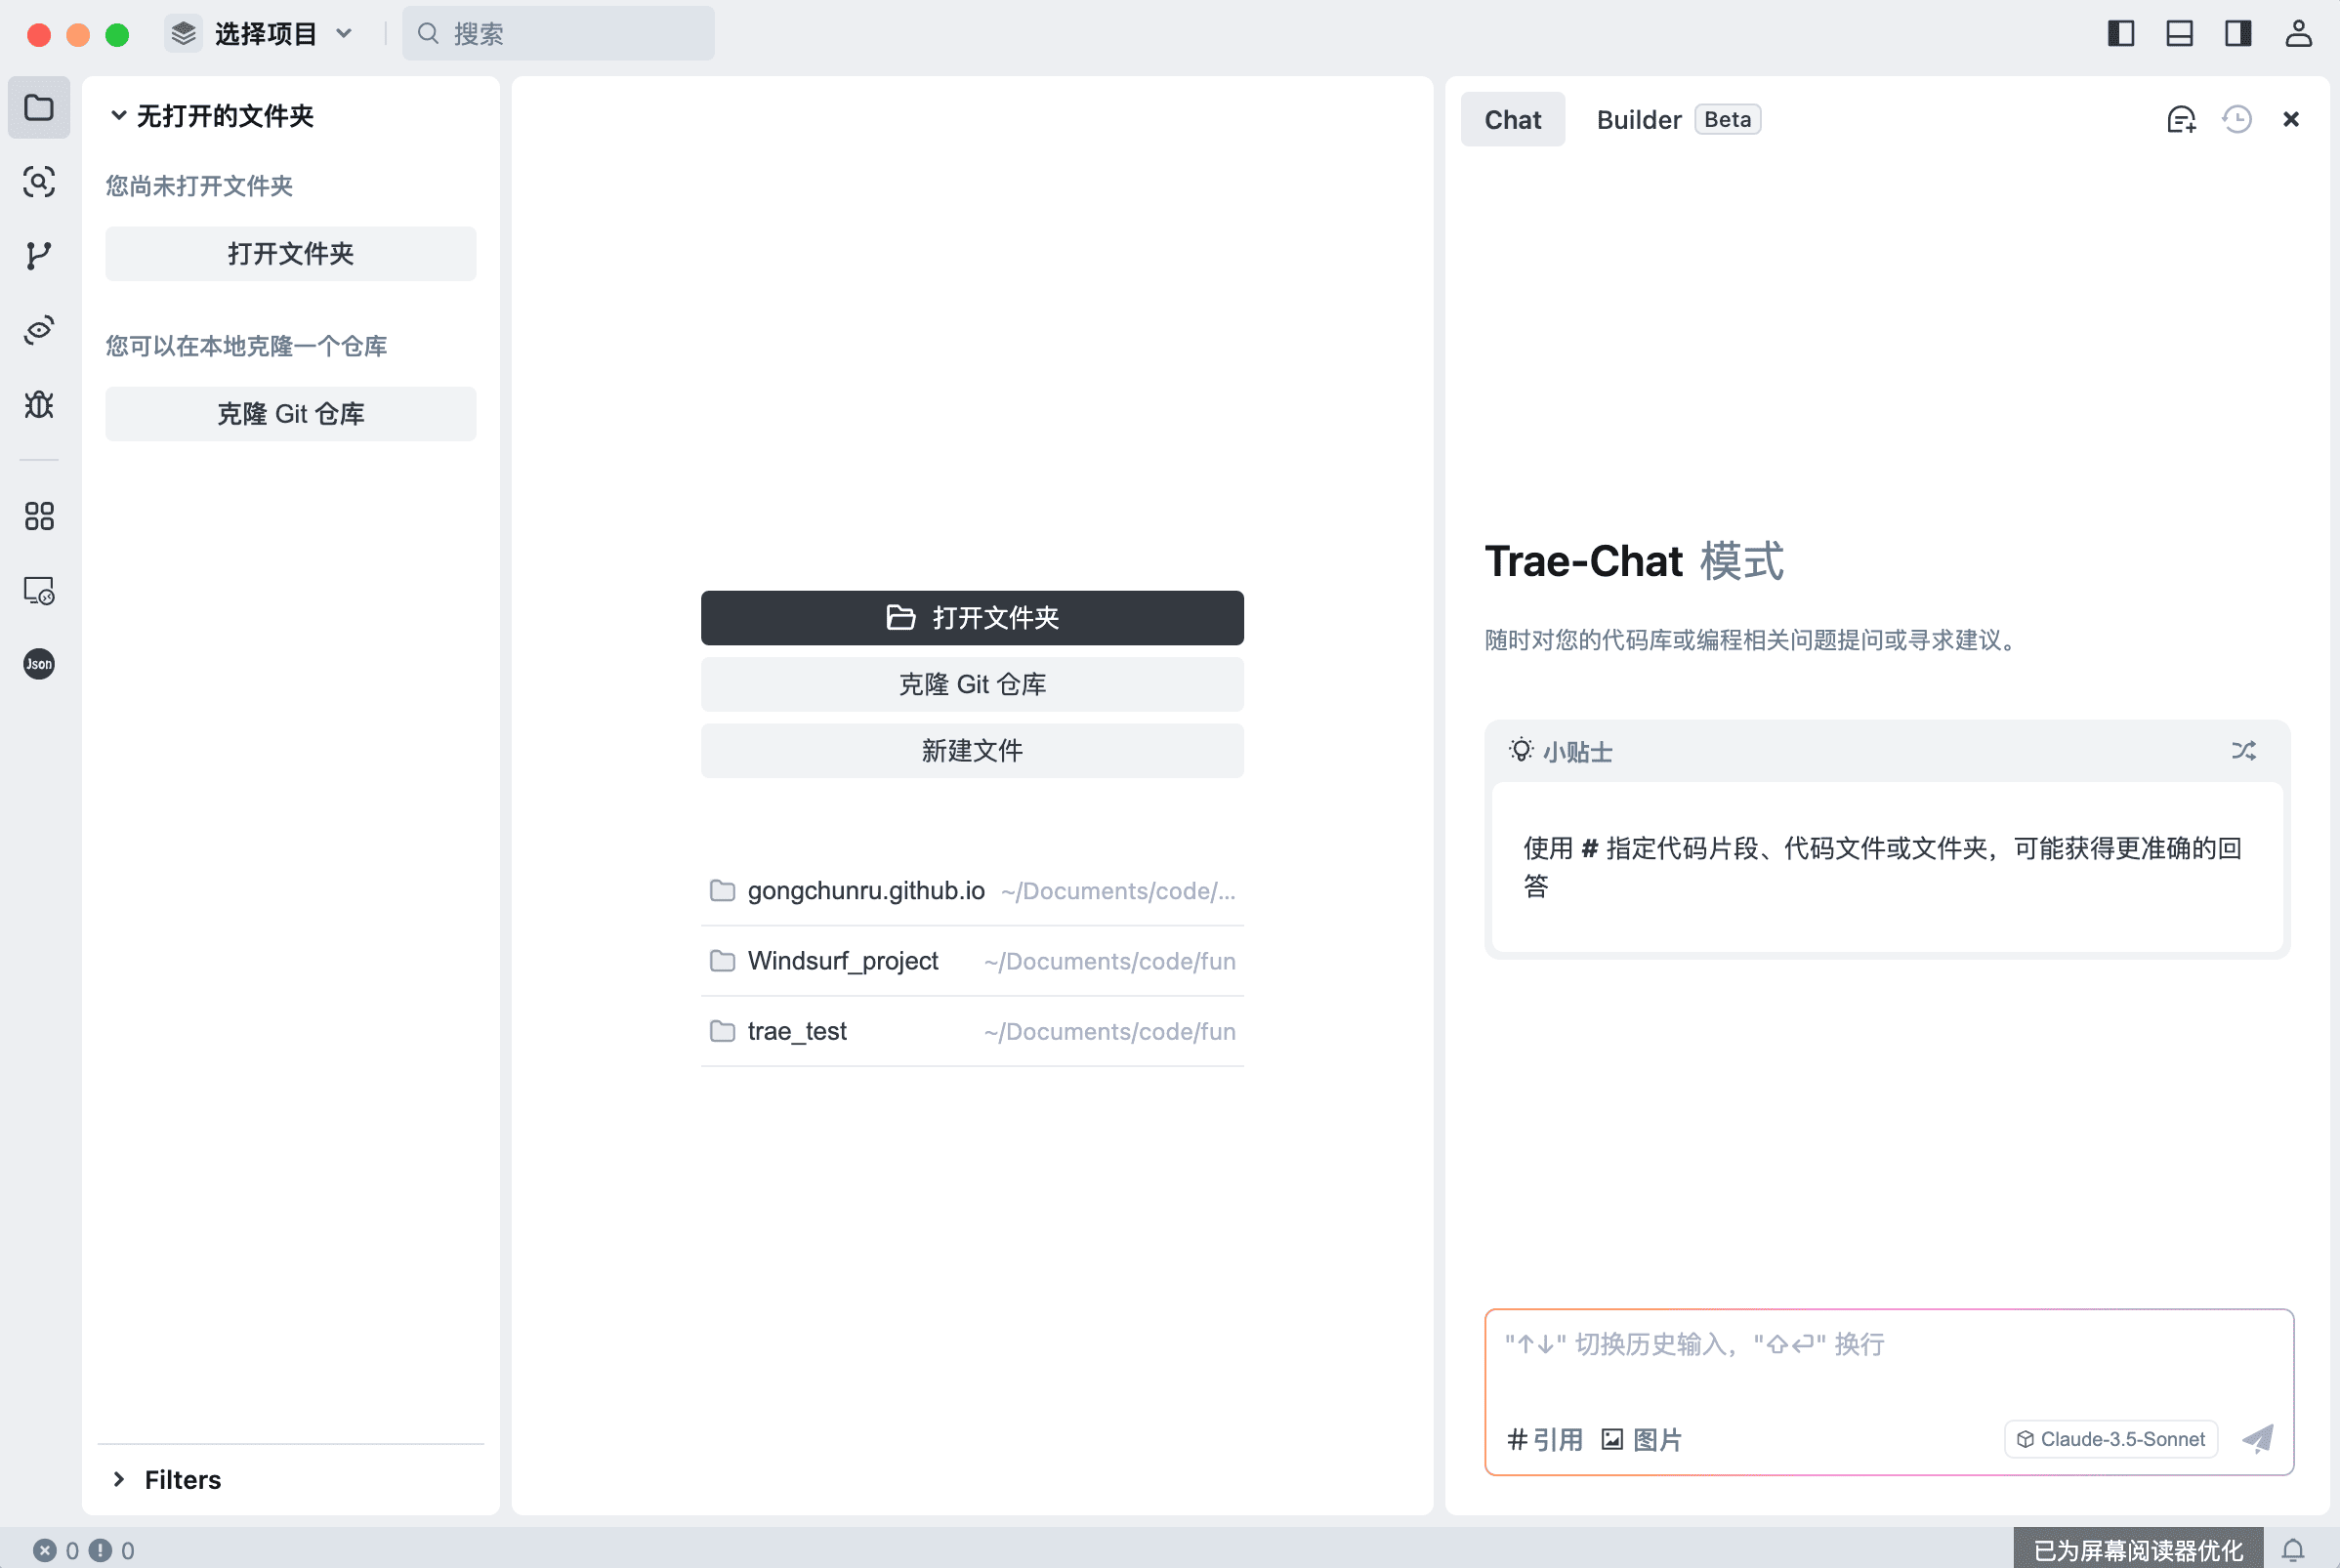 选择项目
搜索
无打开的文件夹
您尚未打开文件夹
打开文件夹
您可以在本地克隆一个仓库
克隆 Git 仓库
Json
Filters
打开文件夹
克隆 Git 仓库
新建文件
gongchunru.github.io ~/Documents/code/...
Windsurf_project ~/Documents/code/fun
trae_test ~/Documents/code/fun
Chat Builder Beta
Trae-Chat 模式
随时对您的代码库或编程相关问题提问或寻求建议。
小贴士
使用 # 指定代码片段、代码文件或文件夹，可能获得更准确的回
答
"↑↓" 切换历史输入，"⇧⏎" 换行
#引用 图片 Claude-3.5-Sonnet
0 0
已为屏幕阅读器优化